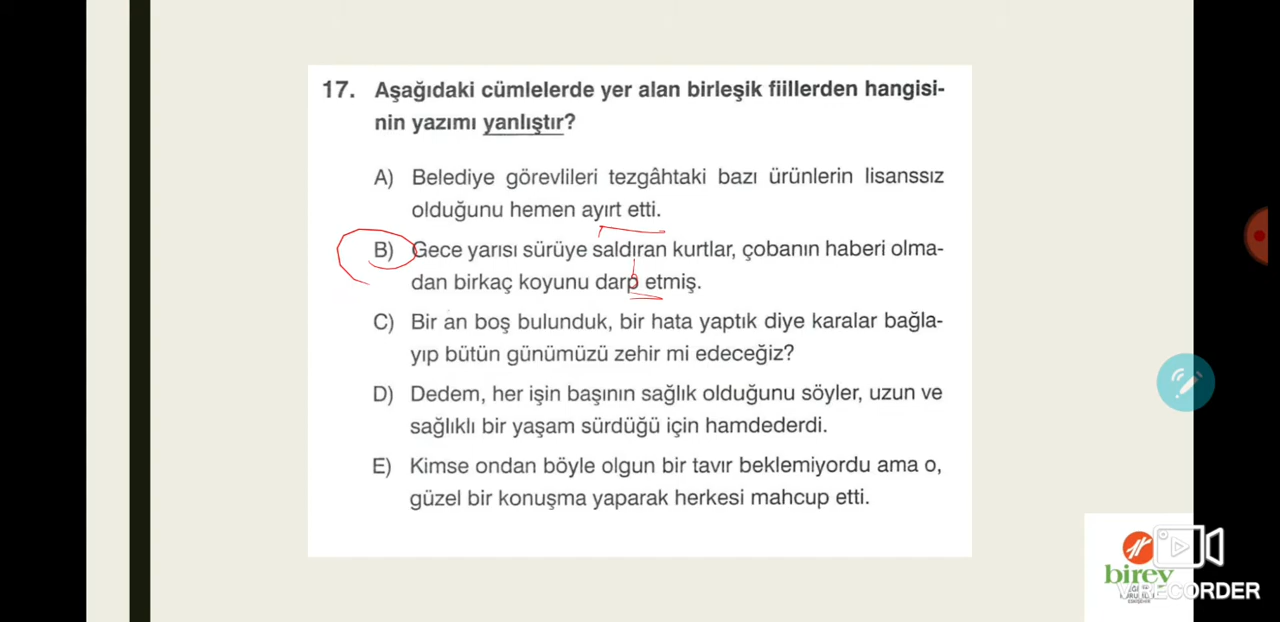 17. Aşağıdaki cümlelerde yer alan birleşik fiillerden hangisi-
nin yazımı yanlıştır?
A) Belediye görevlileri tezgâhtaki bazı ürünlerin lisanssız
olduğunu hemen ayırt etti.
B) Gece yarısı sürüye saldıran kurtlar, çobanın haberi olma-
dan birkaç koyunu darp etmiş.
C) Bir an boş bulunduk, bir hata yaptık diye karalar bağla-
yıp bütün günümüzü zehir mi edeceğiz?
D) Dedem, her işin başının sağlık olduğunu söyler, uzun ve
sağlıklı bir yaşam sürdüğü için hamdederdi.
E) Kimse ondan böyle olgun bir tavır beklemiyordu ama o,
güzel bir konuşma yaparak herkesi mahcup etti.
birey
RECORDER